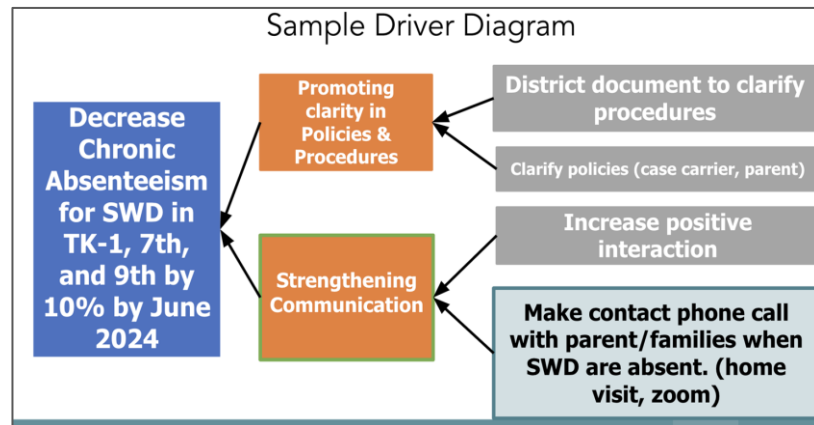 Sample Driver Diagram
Decrease
Chronic
Absenteeism
for SWD in
TK-1, 7th,
and 9th by
10% by June
2024
Promoting
clarity in
Policies &
Procedures
Strengthening
Communication
District document to clarify
procedures
Clarify policies (case carrier, parent)
Increase positive
interaction
Make contact phone call
with parent/families when
SWD are absent. (home
visit, zoom)